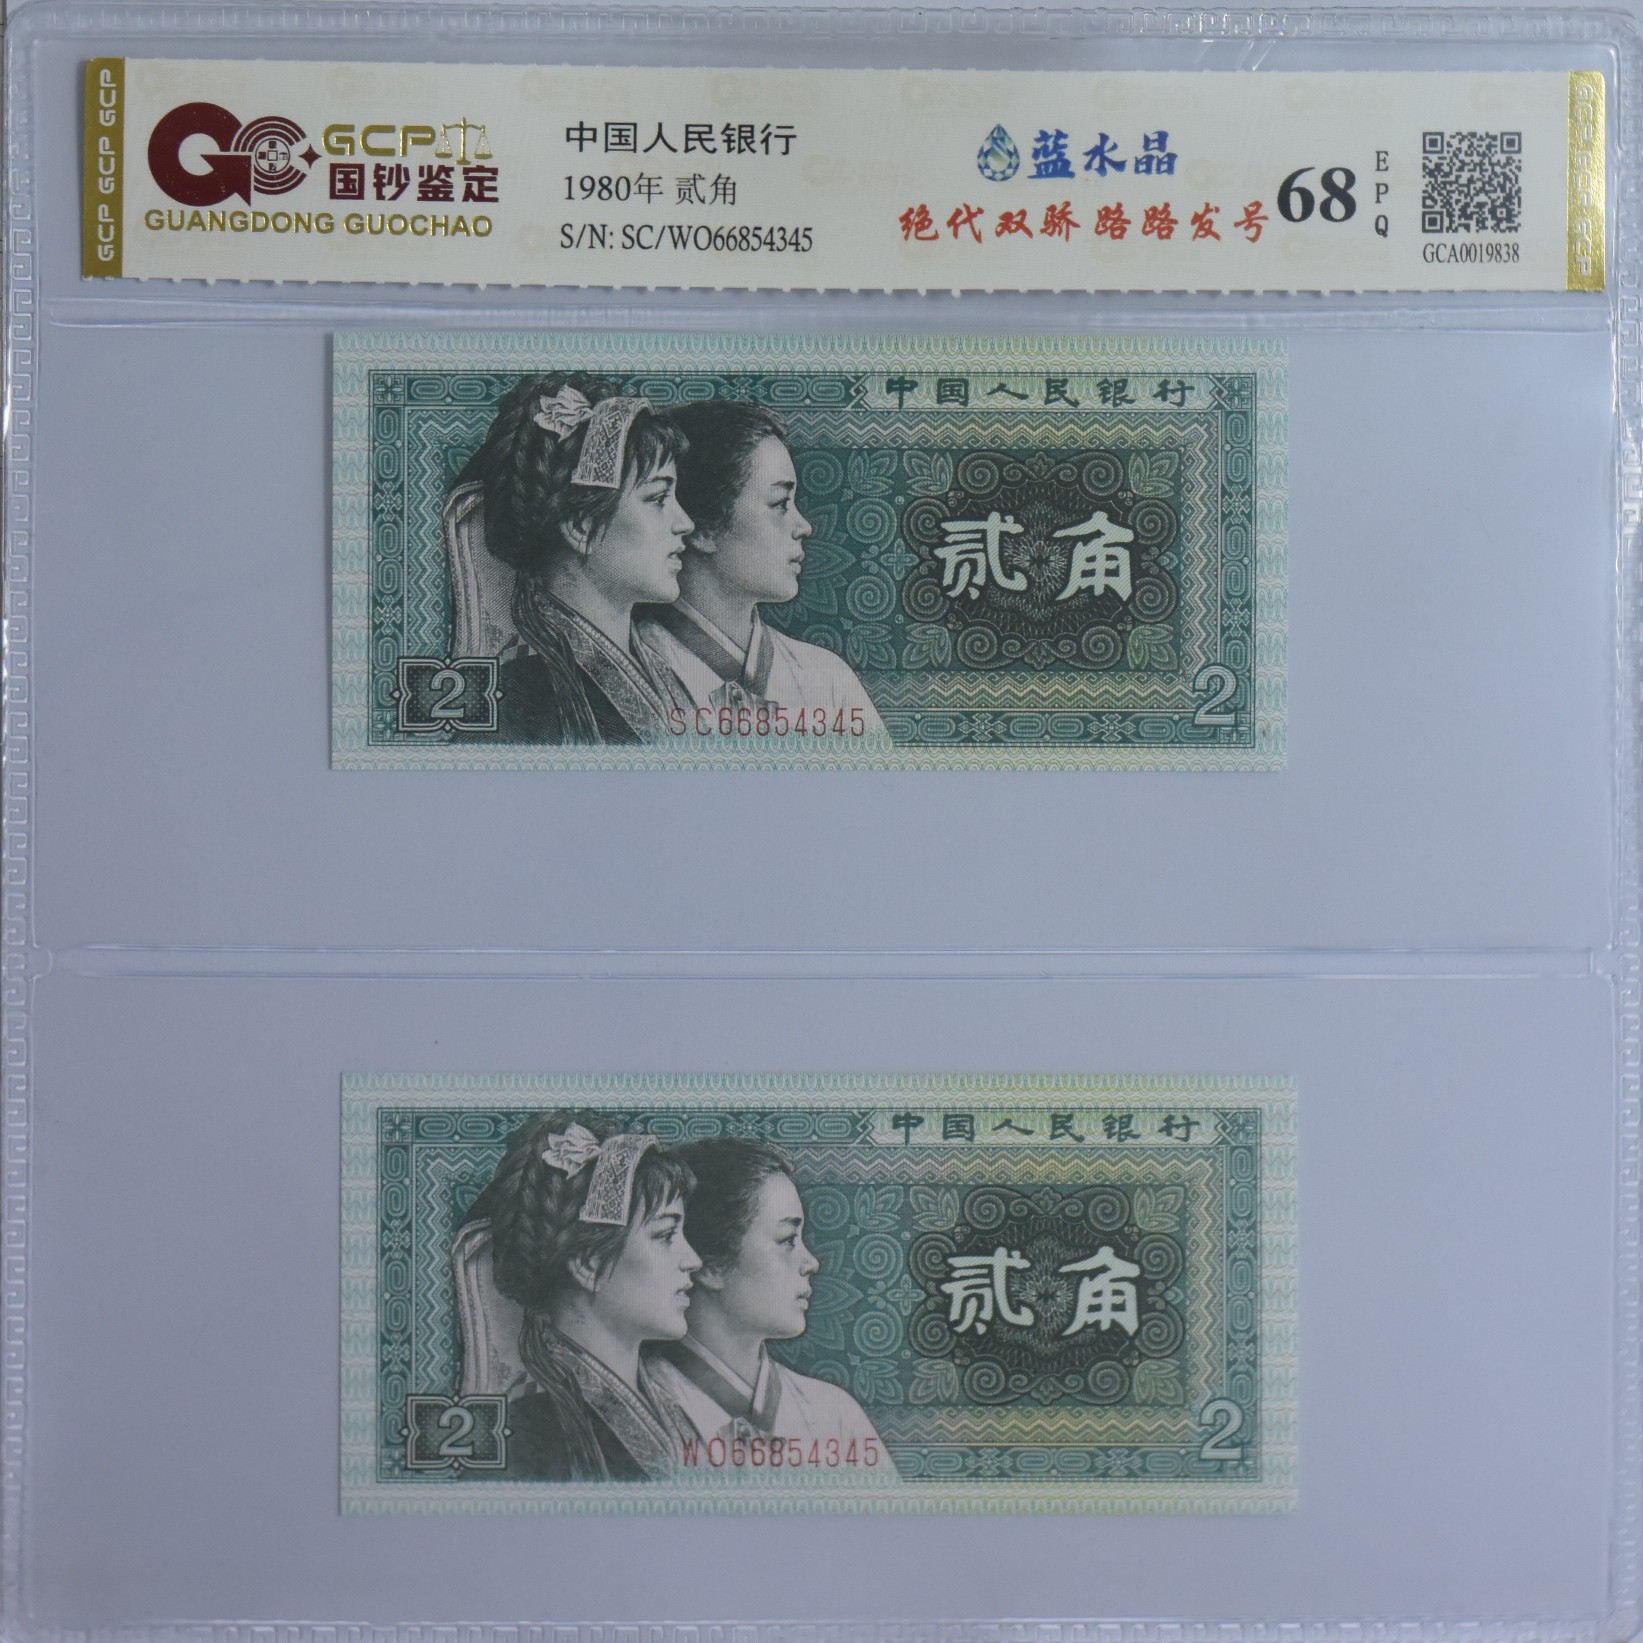 GCP GCP GCP
GCP
国钞鉴定
GUANGDONG GUOCHAO
中国人民银行
1980年 贰角
S/N: SC/WO66854345
蓝水晶
绝代双骄 路路发号
68
EPQ
GCA0019838
GCP GCP GCP
中国人民银行
贰角
2
2
SC66854345
中国人民银行
贰角
2
2
WO66854345